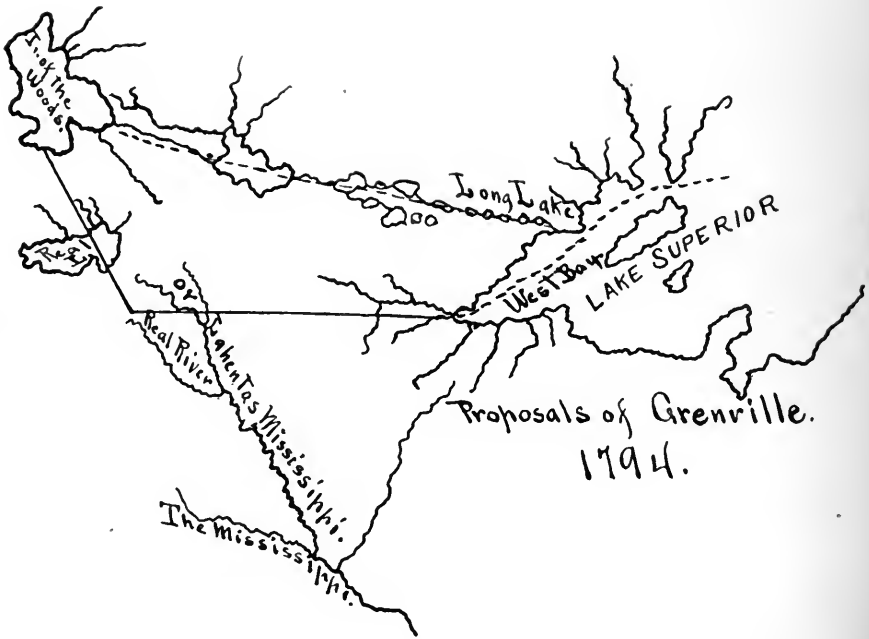 L. of the
Woods.
Long Lake
West Bay
LAKE SUPERIOR
Red
Real River
or Lahentas Mississippi.
Proposals of Grenville.
1794.
The Mississippi.